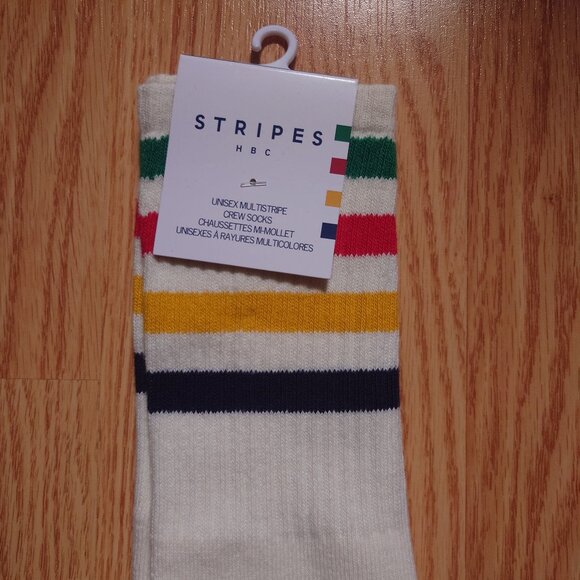 STRIPES
HBC
UNISEX MULTISTRIPE
CREW SOCKS
CHAUSSETTES MI-MOLLET
UNISEXES À RAYURES MULTICOLORES